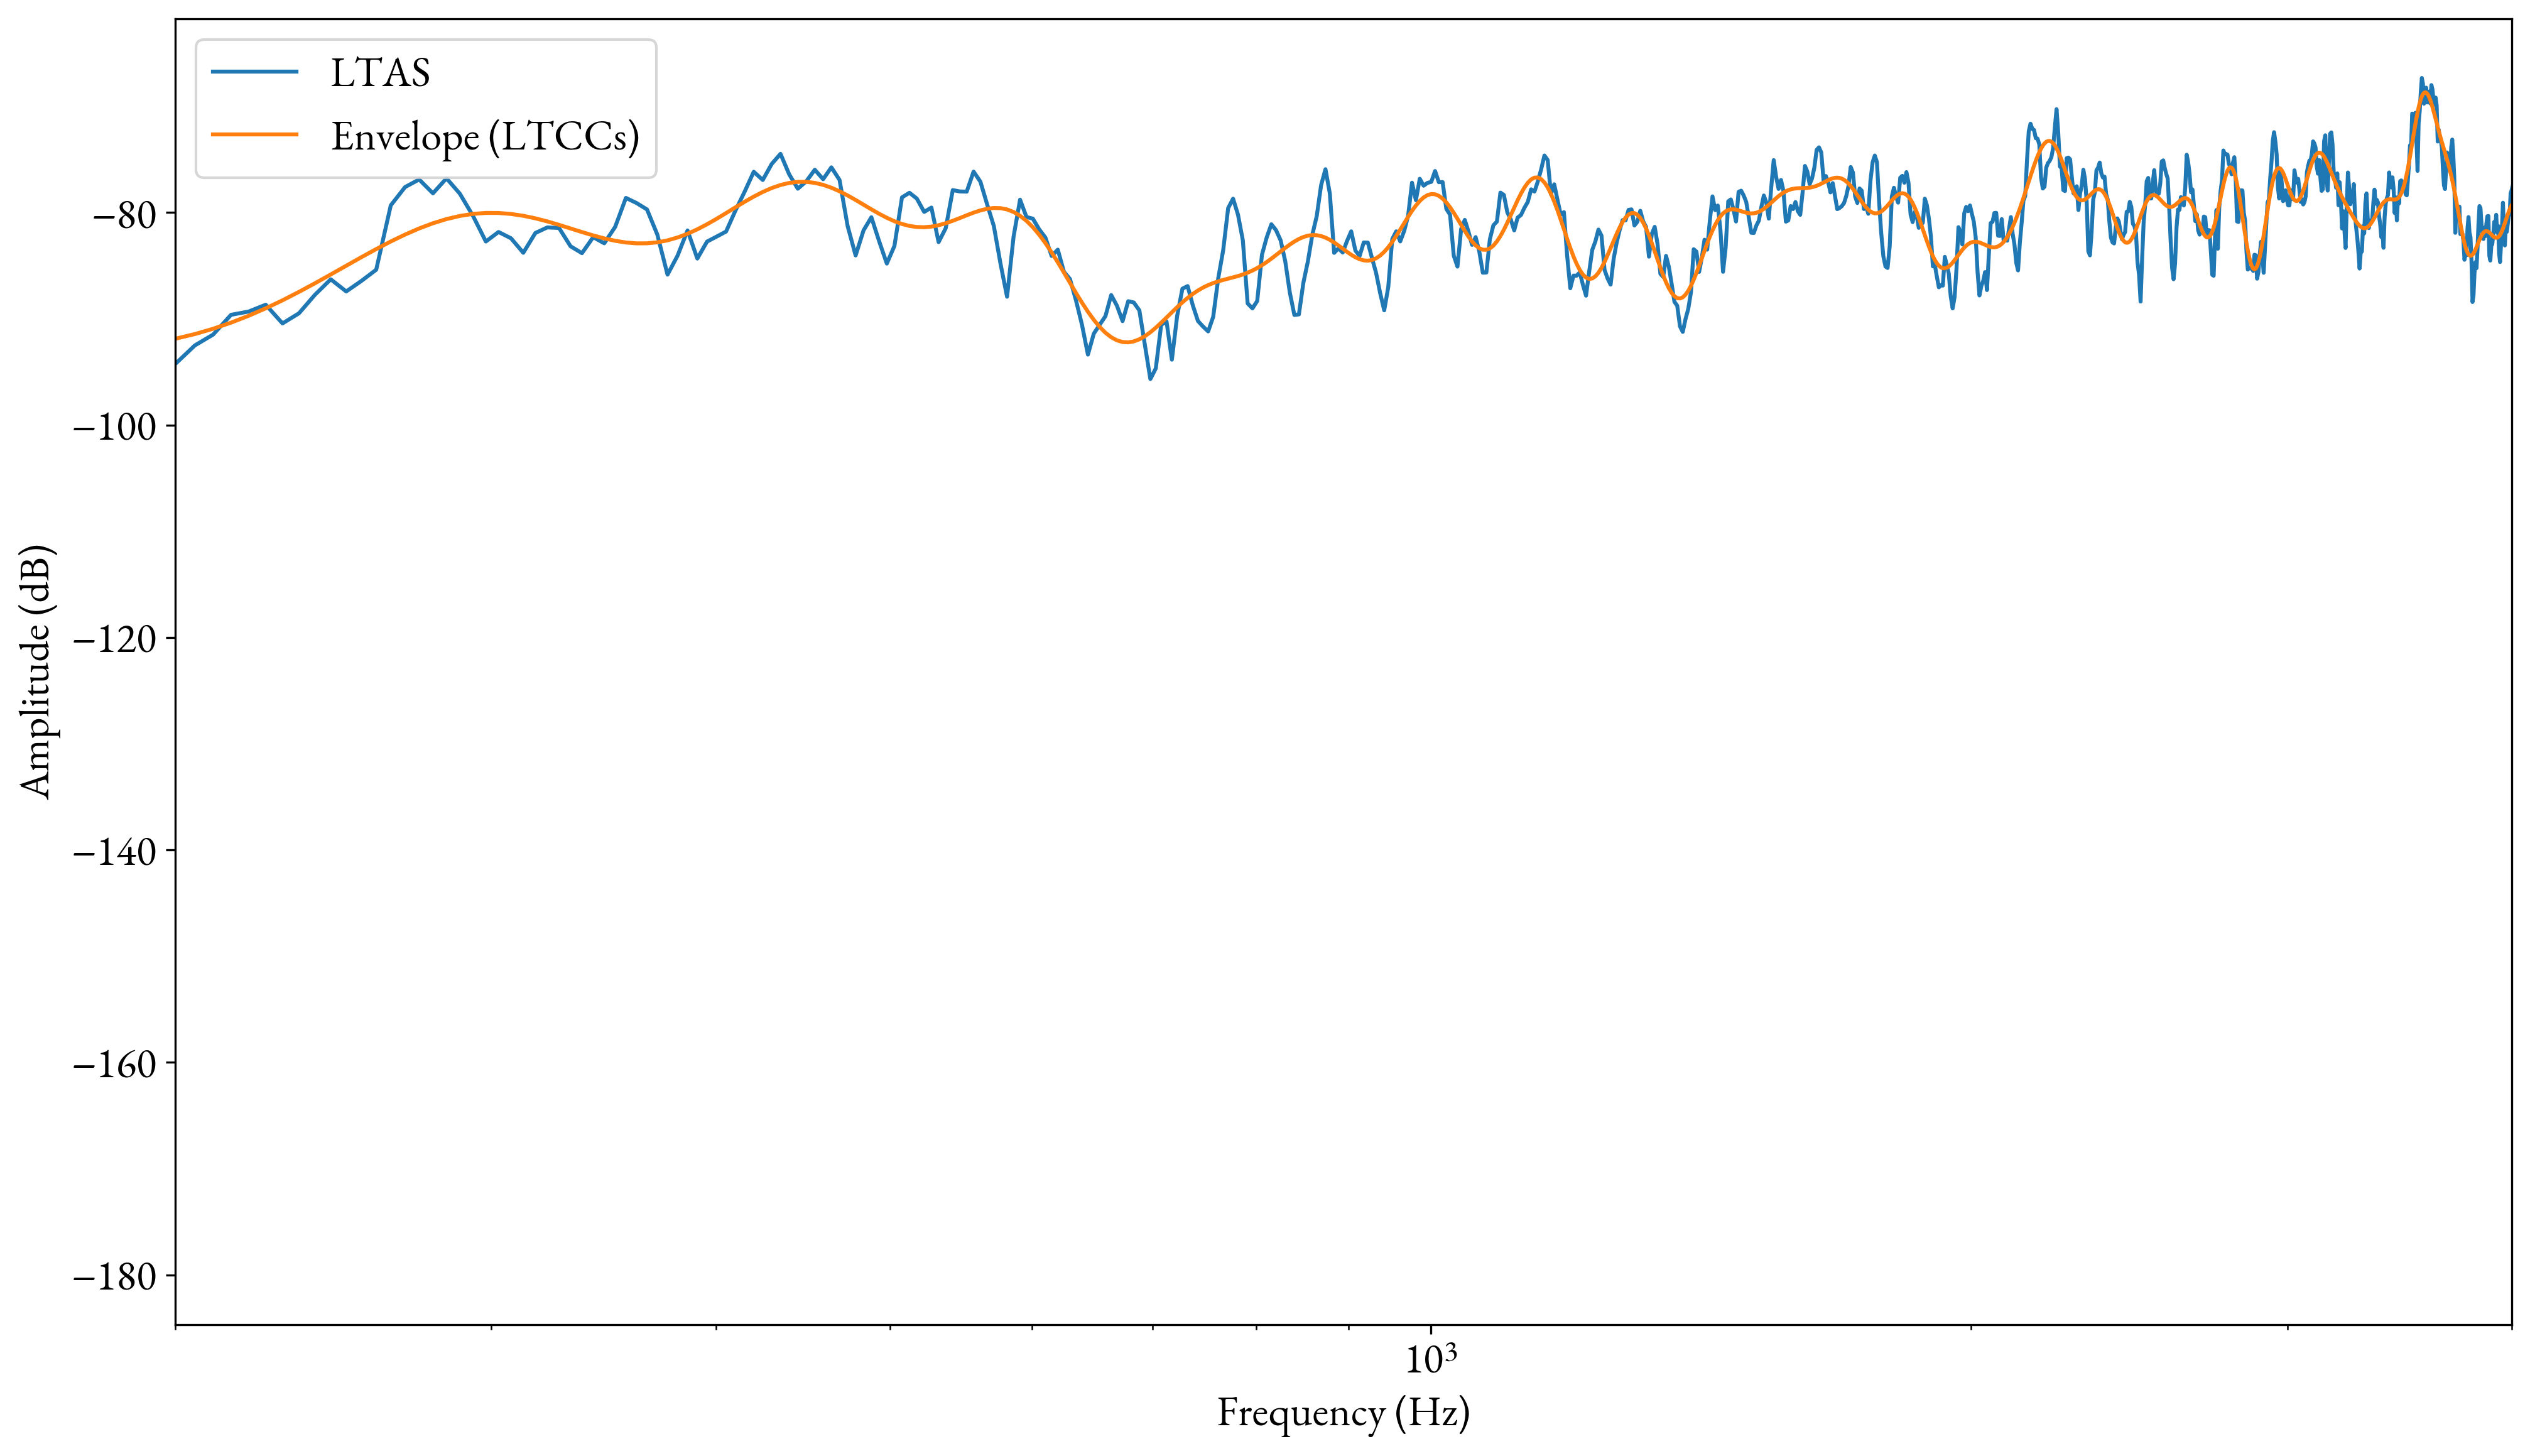 LTAS
Envelope (LTCCs)
−80
−100
−120
−140
−160
−180
Amplitude (dB)
10³
Frequency (Hz)